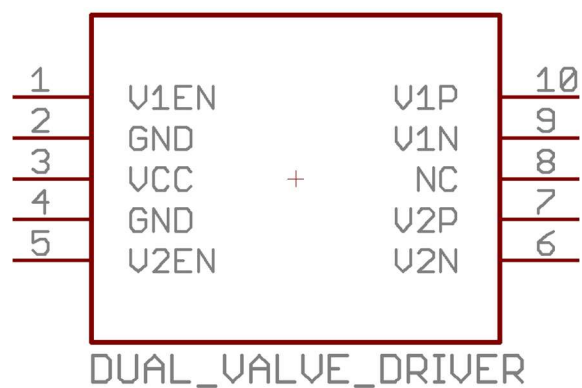 1 V1EN V1P 10
2 GND V1N 9
3 VCC NC 8
4 GND V2P 7
5 V2EN V2N 6
DUAL_VALVE_DRIVER